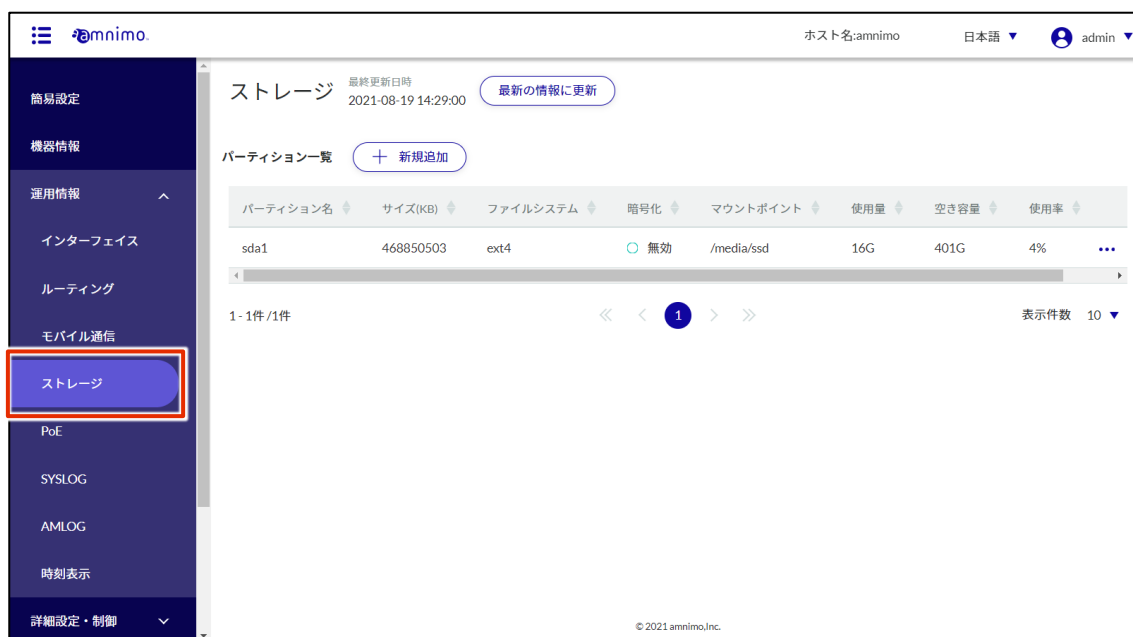 amnimo.
ホスト名:amnimo 日本語 ▼ admin ▼
簡易設定
機器情報
運用情報
インターフェイス
ルーティング
モバイル通信
ストレージ
PoE
SYSLOG
AMLOG
時刻表示
詳細設定・制御
ストレージ
最終更新日時
2021-08-19 14:29:00
最新の情報に更新
パーティション一覧
＋ 新規追加
パーティション名 サイズ(KB) ファイルシステム 暗号化 マウントポイント 使用量 空き容量 使用率
sda1 468850503 ext4 無効 /media/ssd 16G 401G 4% •••
1 - 1件 /1件
≪ ＜ 1 ＞ ≫
表示件数 10 ▼
© 2021 amnimo,Inc.